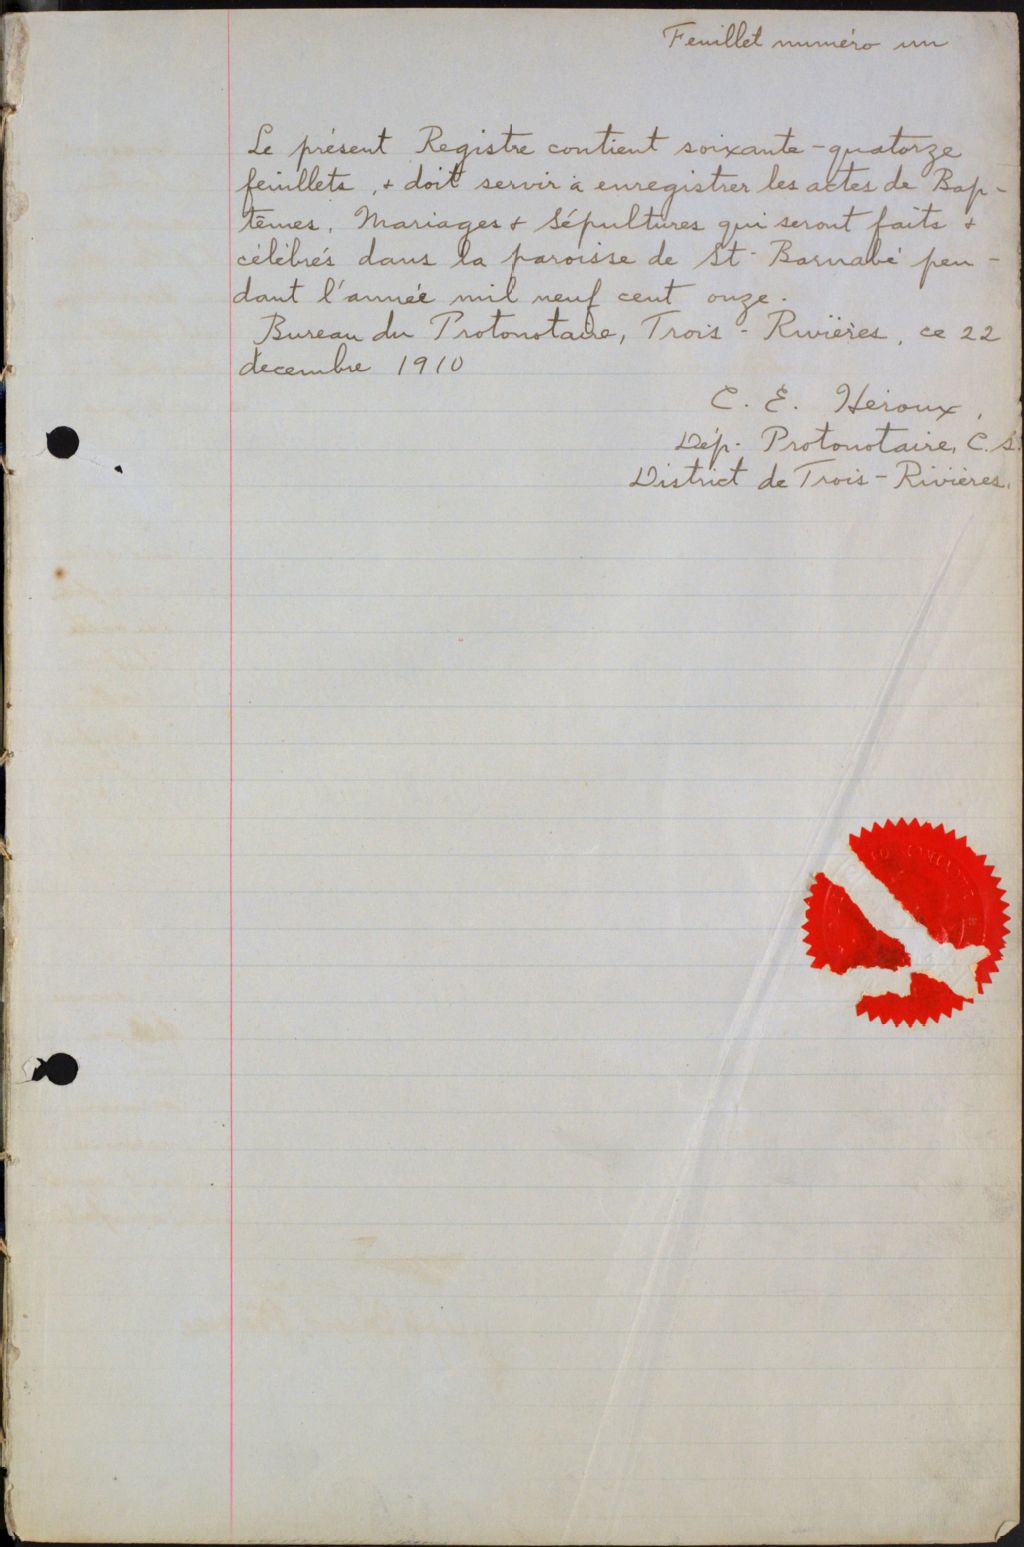 Feuillet numéro un
Le présent Registre contient soixante-quatorze
feuillets, + doit servir à enregistrer les actes de Bap-
têmes, Mariages + Sépultures qui seront faits +
célébrés dans la paroisse de St-Barnabé pen-
dant l'année mil neuf cent onze.
Bureau du Protonotaire, Trois-Rivières, ce 22
décembre 1910
C. E. Héroux,
Dép. Protonotaire, C. S.
District de Trois-Rivières.